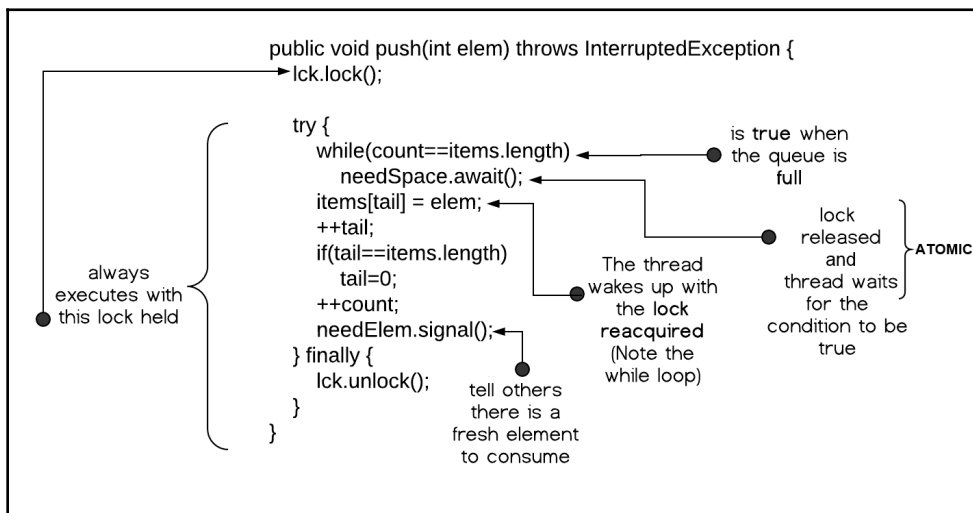 public void push(int elem) throws InterruptedException {
lck.lock();
try {
while(count==items.length)
needSpace.await();
items[tail] = elem;
++tail;
if(tail==items.length)
tail=0;
++count;
needElem.signal();
} finally {
lck.unlock();
}
}
always
executes with
this lock held
is true when
the queue is
full
lock
released
and
thread waits
for the
condition to be
true
ATOMIC
The thread
wakes up with
the lock
reacquired
(Note the
while loop)
tell others
there is a
fresh element
to consume